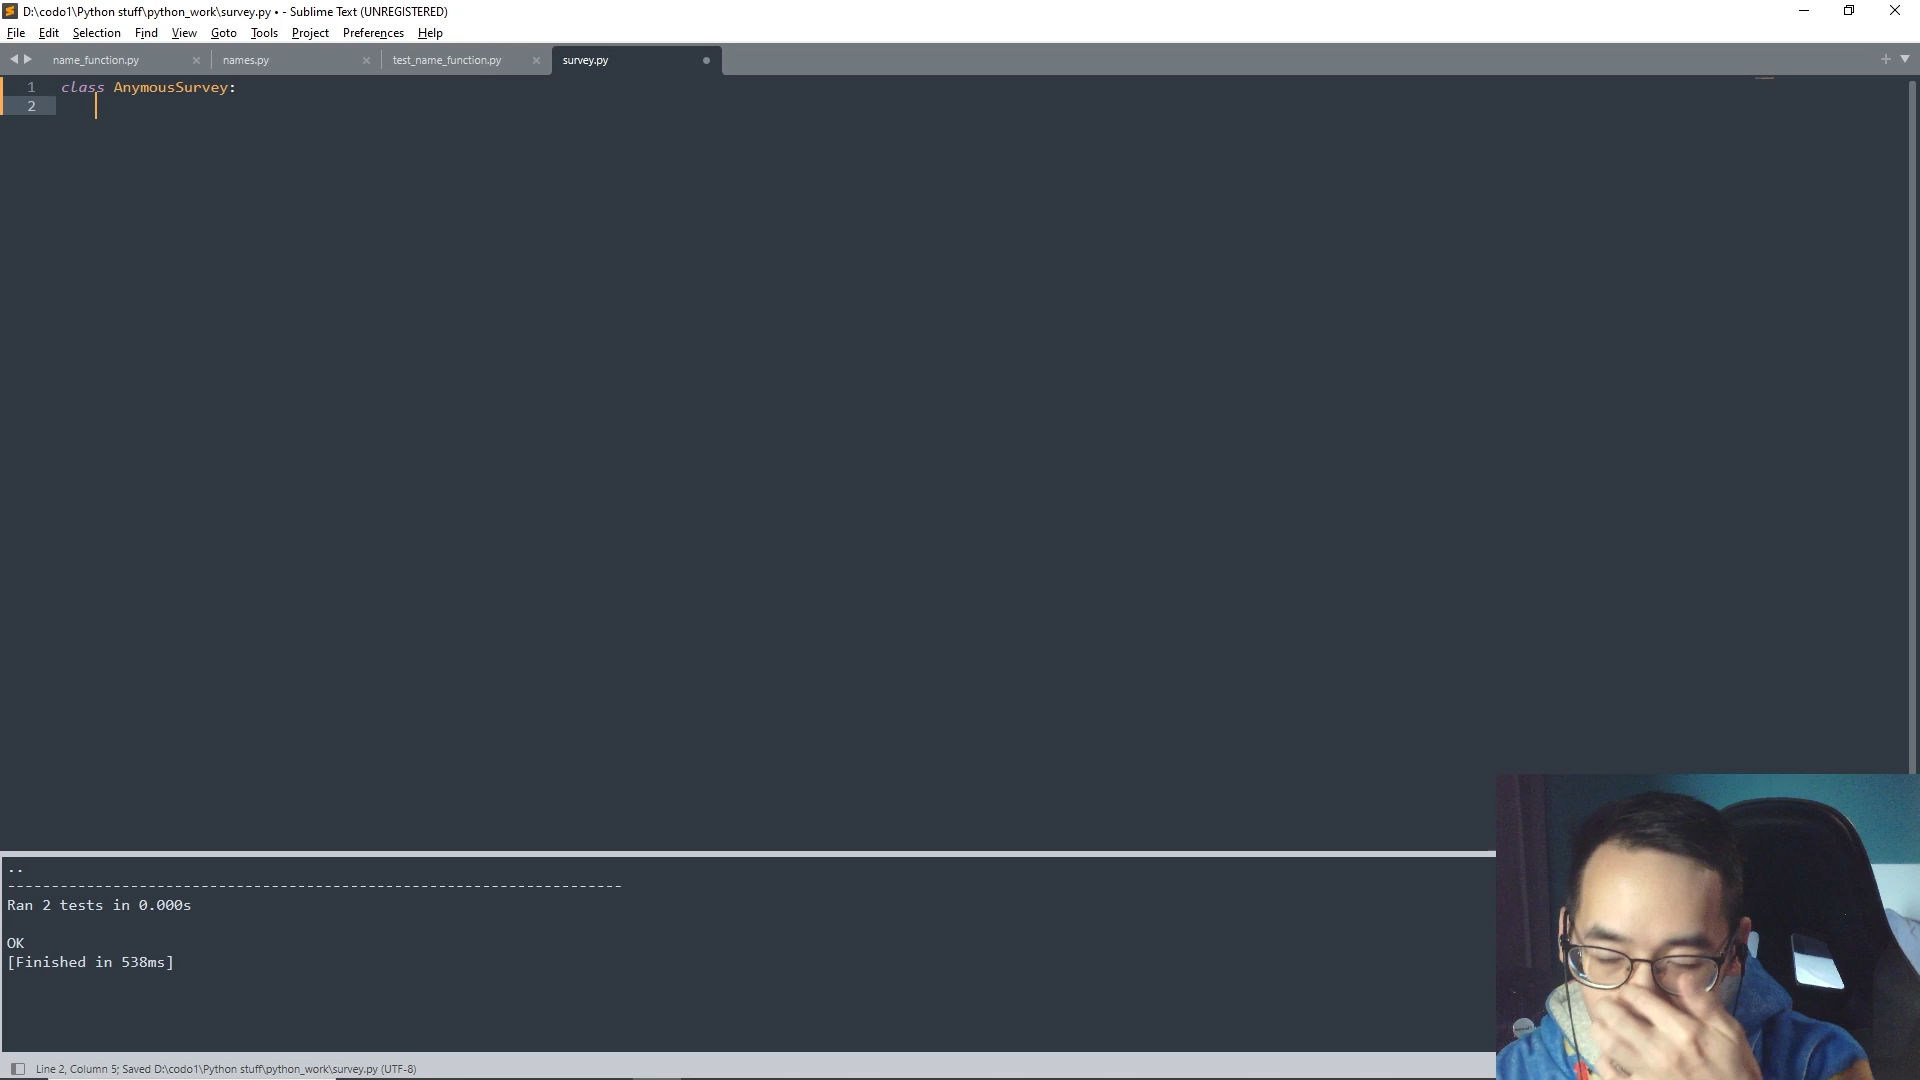 D:\codo1\Python stuff\python_work\survey.py • - Sublime Text (UNREGISTERED)
File Edit Selection Find View Goto Tools Project Preferences Help
name_function.py names.py test_name_function.py survey.py
1 class AnymousSurvey:
2
..
----------------------------------------------------------------------
Ran 2 tests in 0.000s
OK
[Finished in 538ms]
Line 2, Column 5; Saved D:\codo1\Python stuff\python_work\survey.py (UTF-8)